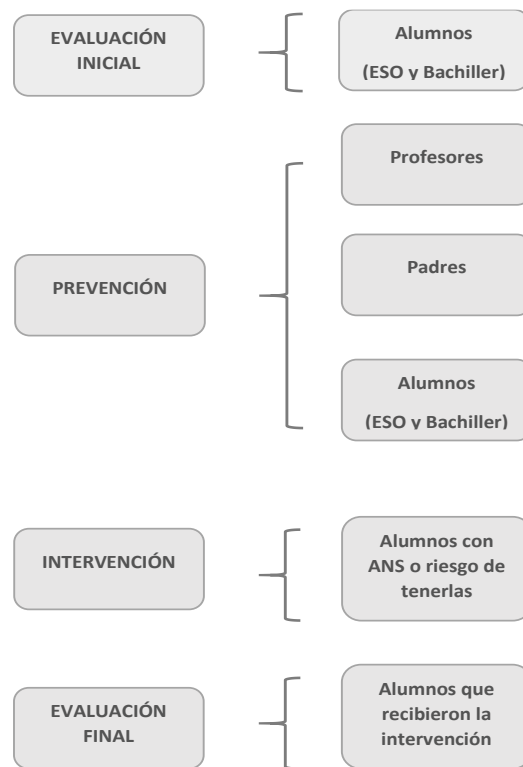 EVALUACIÓN
INICIAL
Alumnos
(ESO y Bachiller)
PREVENCIÓN
Profesores
Padres
Alumnos
(ESO y Bachiller)
INTERVENCIÓN
Alumnos con
ANS o riesgo de
tenerlas
EVALUACIÓN
FINAL
Alumnos que
recibieron la
intervención